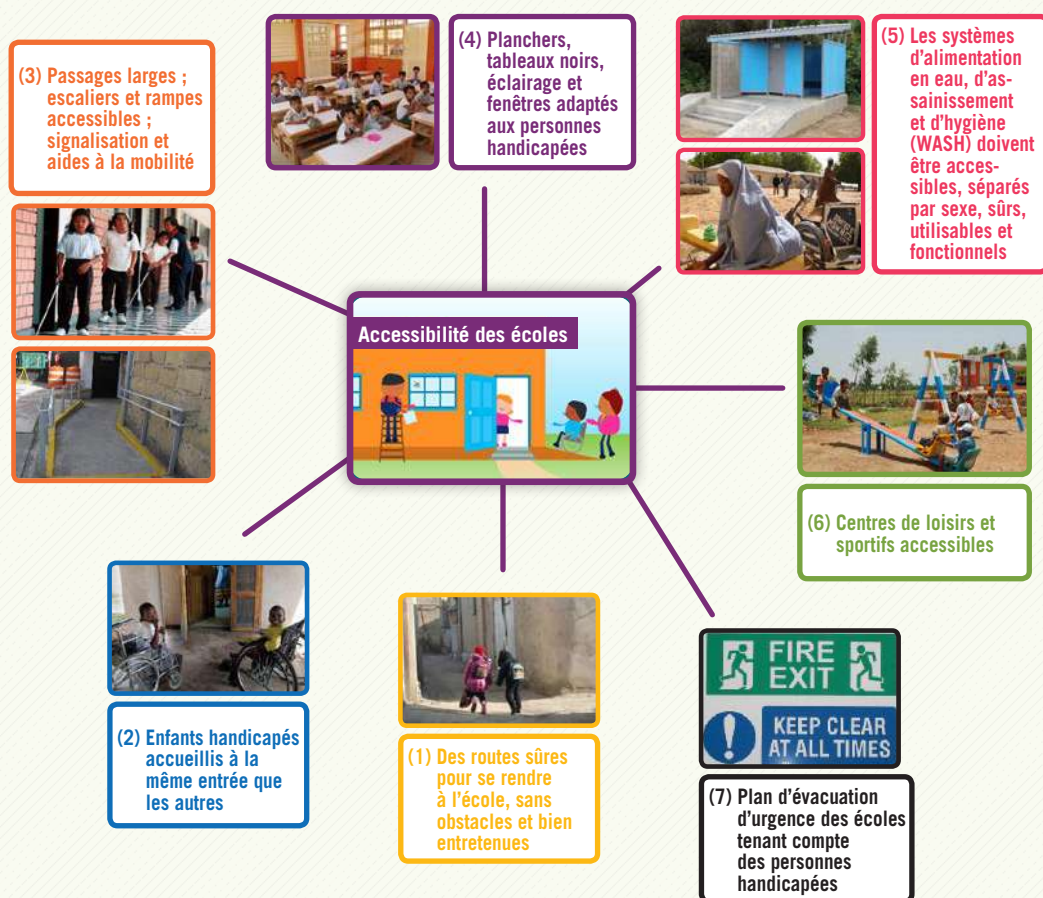 (3) Passages larges ;
escaliers et rampes
accessibles ;
signalisation et
aides à la mobilité
(4) Planchers,
tableaux noirs,
éclairage et
fenêtres adaptés
aux personnes
handicapées
(5) Les systèmes
d'alimentation
en eau, d'as-
sainissement
et d'hygiène
(WASH) doivent
être acces-
sibles, séparés
par sexe, sûrs,
utilisables et
fonctionnels
Accessibilité des écoles
(6) Centres de loisirs et
sportifs accessibles
(2) Enfants handicapés
accueillis à la
même entrée que
les autres
(1) Des routes sûres
pour se rendre
à l'école, sans
obstacles et bien
entretenues
FIRE
EXIT
KEEP CLEAR
AT ALL TIMES
(7) Plan d'évacuation
d'urgence des écoles
tenant compte
des personnes
handicapées